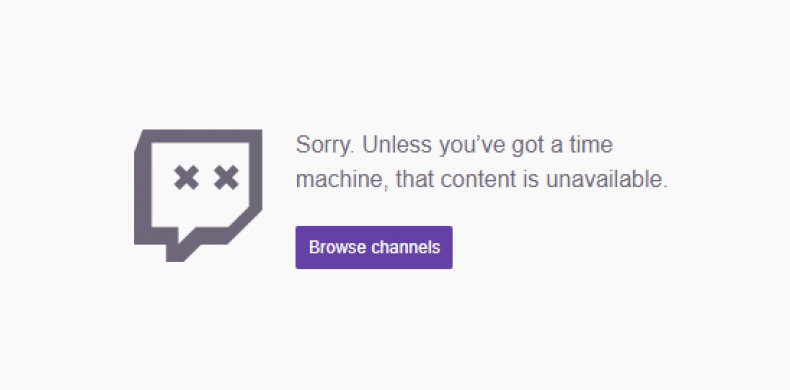 Sorry. Unless you’ve got a time
machine, that content is unavailable.
Browse channels